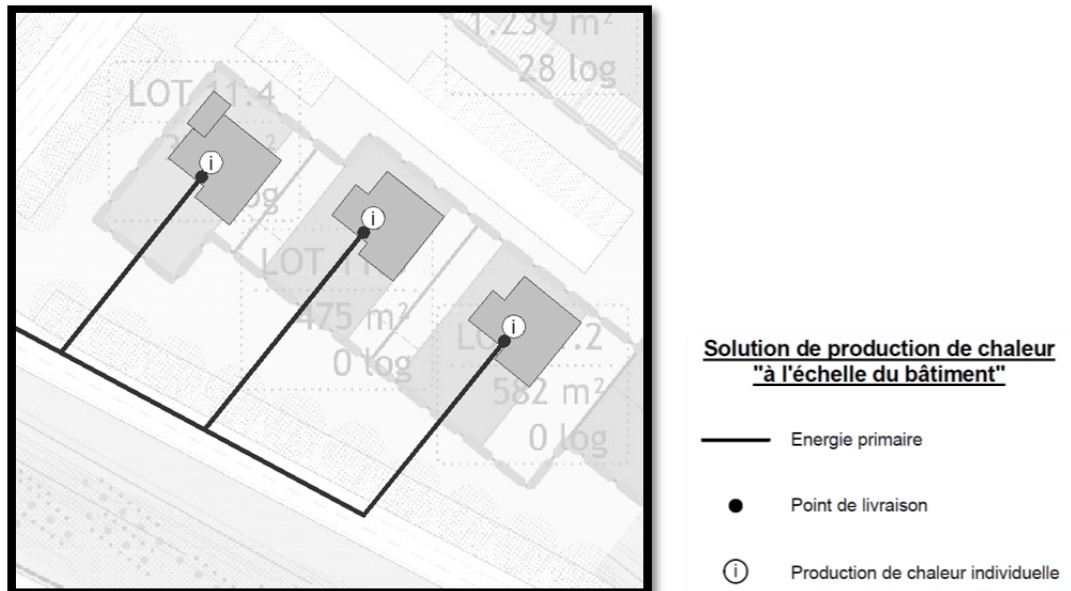 1.239 m²
28 log
LOT 11.4
log
LOT 11
475 m²
0 log
LO 1.2
582 m²
0 log
i
i
i
Solution de production de chaleur
"à l'échelle du bâtiment"
Energie primaire
Point de livraison
i Production de chaleur individuelle